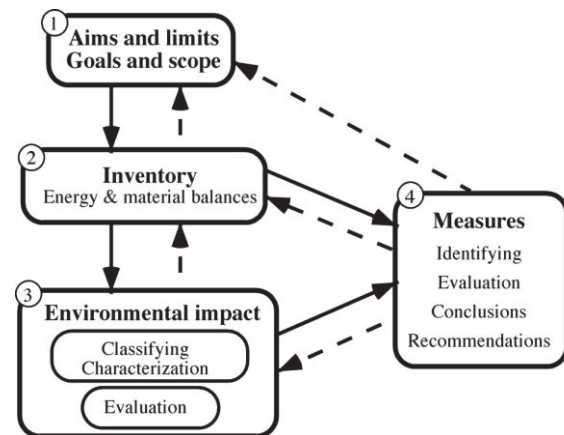 1
Aims and limits
Goals and scope
2
Inventory
Energy & material balances
3
Environmental impact
Classifying
Characterization
Evaluation
4
Measures
Identifying
Evaluation
Conclusions
Recommendations